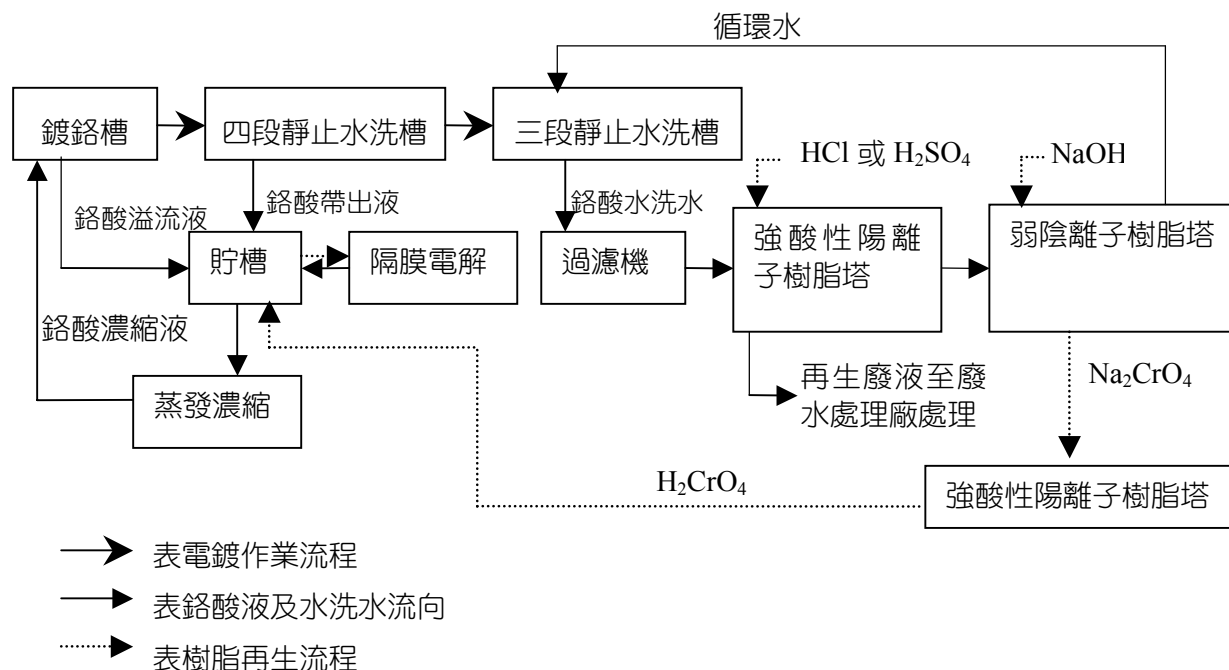 循環水
鍍鉻槽
四段靜止水洗槽
三段靜止水洗槽
HCl 或 H₂SO₄
NaOH
鉻酸溢流液
鉻酸帶出液
鉻酸水洗水
貯槽
隔膜電解
過濾機
強酸性陽離
子樹脂塔
弱陰離子樹脂塔
鉻酸濃縮液
蒸發濃縮
再生廢液至廢
水處理廠處理
Na₂CrO₄
H₂CrO₄
強酸性陽離子樹脂塔
表電鍍作業流程
表鉻酸液及水洗水流向
表樹脂再生流程